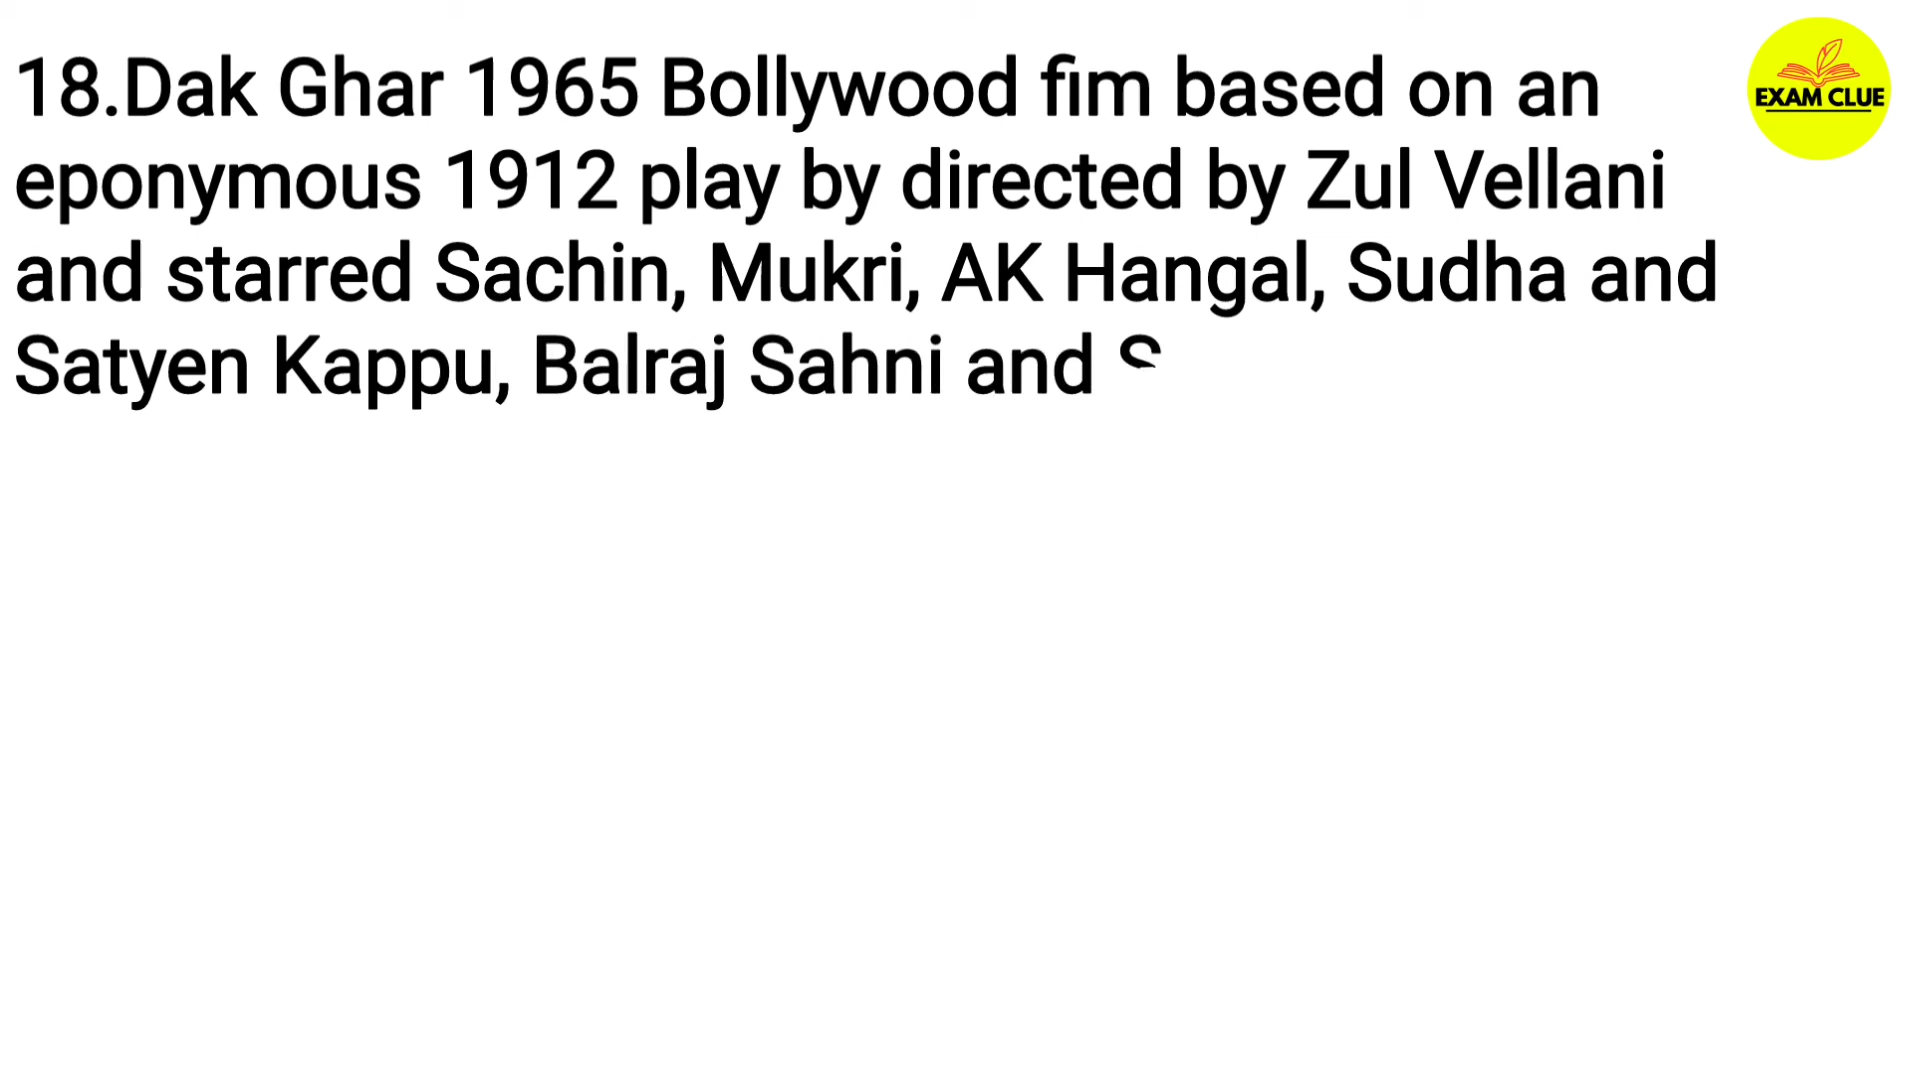 18.Dak Ghar 1965 Bollywood fim based on an
eponymous 1912 play by directed by Zul Vellani
and starred Sachin, Mukri, AK Hangal, Sudha and
Satyen Kappu, Balraj Sahni and
EXAM CLUE